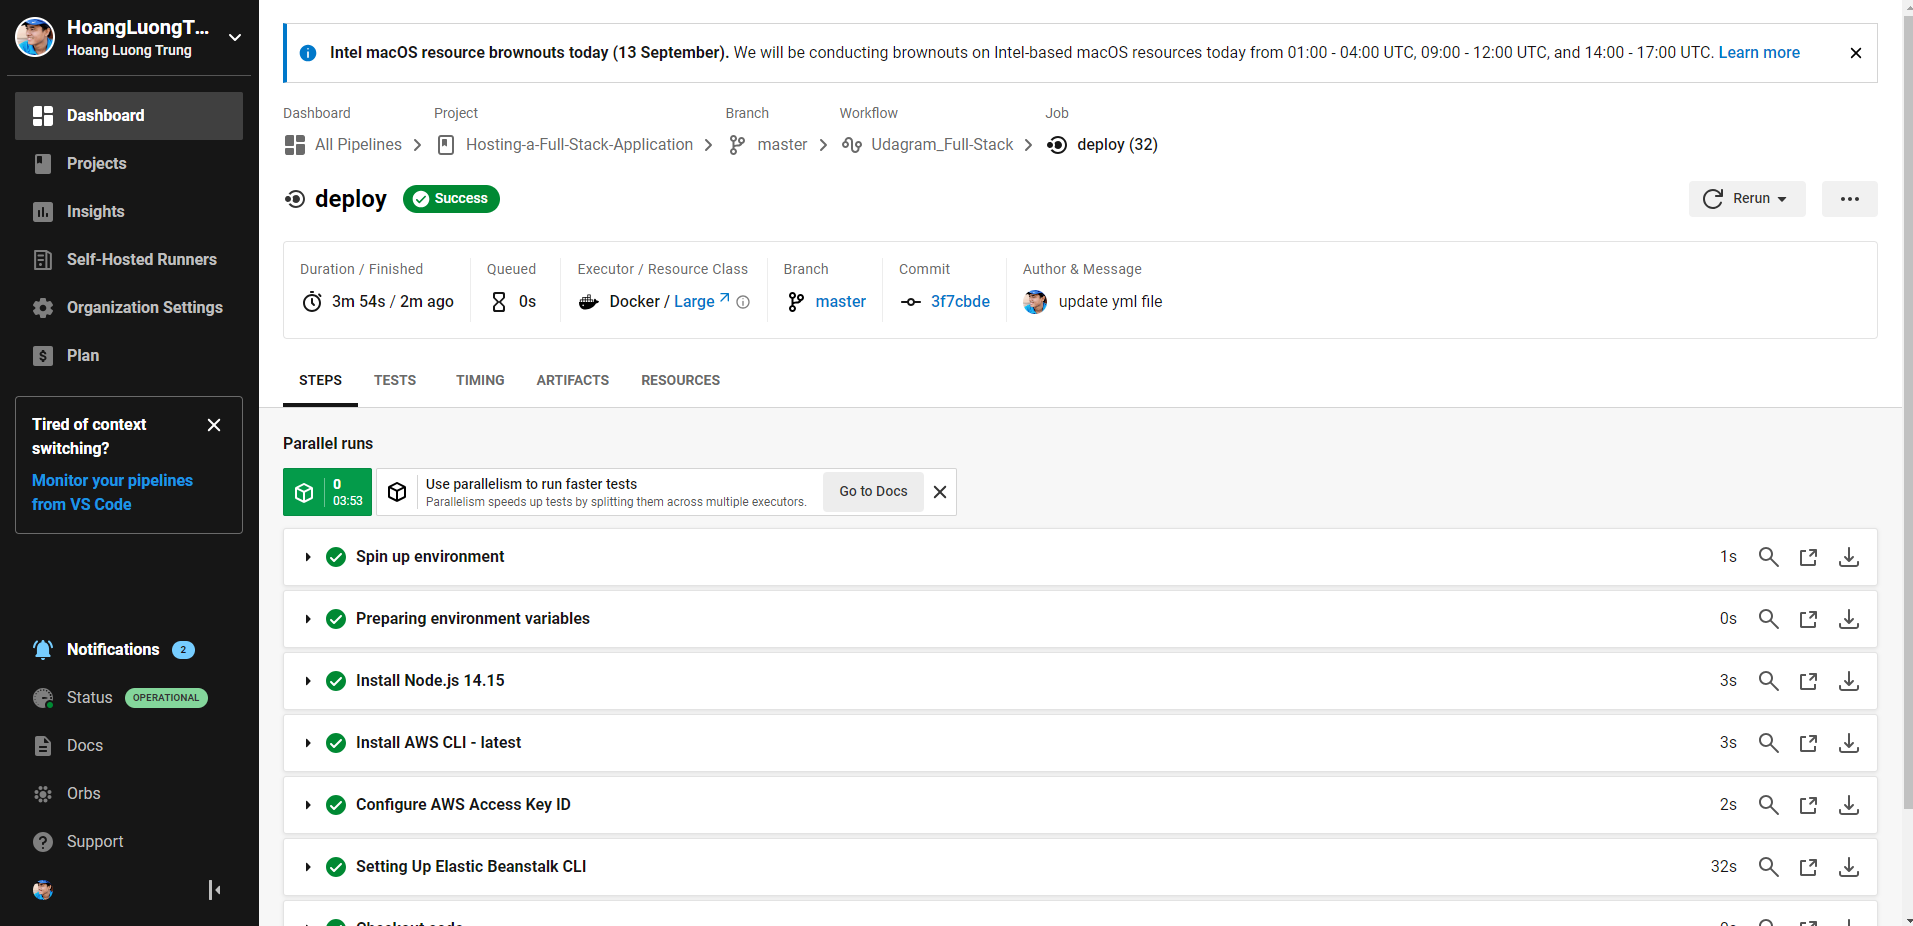 HoangLuongT...
Hoang Luong Trung
Dashboard
Projects
Insights
Self-Hosted Runners
Organization Settings
Plan
Tired of context
switching?
Monitor your pipelines
from VS Code
Notifications 2
Status OPERATIONAL
Docs
Orbs
Support
Intel macOS resource brownouts today (13 September). We will be conducting brownouts on Intel-based macOS resources today from 01:00 - 04:00 UTC, 09:00 - 12:00 UTC, and 14:00 - 17:00 UTC. Learn more
Dashboard Project Branch Workflow Job
All Pipelines Hosting-a-Full-Stack-Application master Udagram_Full-Stack deploy (32)
deploy Success Rerun
Duration / Finished Queued Executor / Resource Class Branch Commit Author & Message
3m 54s / 2m ago 0s Docker / Large master 3f7cbde update yml file
STEPS TESTS TIMING ARTIFACTS RESOURCES
Parallel runs
0
03:53
Use parallelism to run faster tests
Parallelism speeds up tests by splitting them across multiple executors.
Go to Docs
Spin up environment 1s
Preparing environment variables 0s
Install Node.js 14.15 3s
Install AWS CLI - latest 3s
Configure AWS Access Key ID 2s
Setting Up Elastic Beanstalk CLI 32s
Checkout code